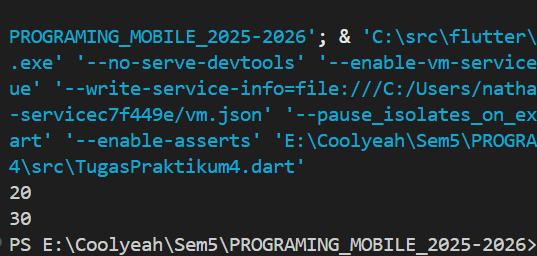 PROGRAMING_MOBILE_2025-2026'; & 'C:\src\flutter\
.exe' '--no-serve-devtools' '--enable-vm-service
ue' '--write-service-info=file:///C:/Users/natha
-servicec7f449e/vm.json' '--pause_isolates_on_ex
art' '--enable-asserts' 'E:\Coolyeah\Sem5\PROGRA
4\src\TugasPraktikum4.dart'
20
30
PS E:\Coolyeah\Sem5\PROGRAMING_MOBILE_2025-2026>